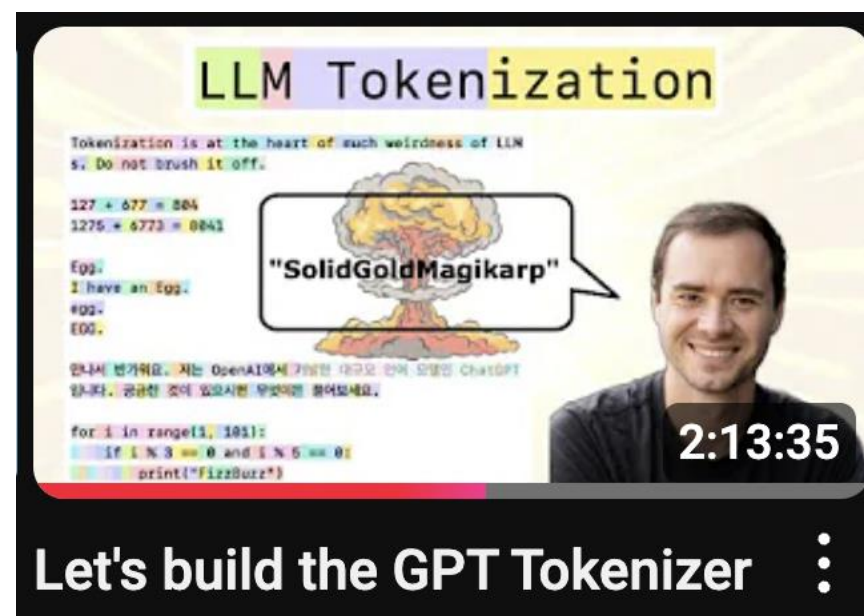 LLM Tokenization
Tokenization is at the heart of much weirdness of LLM
s. Do not brush it off.
127 + 677 = 804
1275 + 6773 = 8041
"SolidGoldMagikarp"
Egg.
I have an Egg.
egg.
EGG.
만나서 반가워요. 저는 OpenAI에서 개발한 대규모 언어 모델인 ChatGPT
입니다. 궁금한 것이 있으시면 무엇이든 물어보세요.
for i in range(1, 101):
if i % 3 == 0 and i % 5 == 0:
print("FizzBuzz")
2:13:35
Let's build the GPT Tokenizer